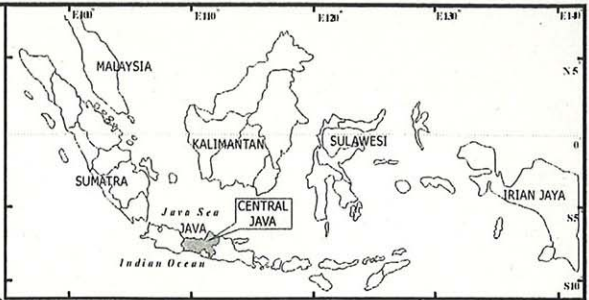 E100° E110° E120° E130° E140
MALAYSIA
N 5°
KALIMANTAN
SULAWESI
0
SUMATRA
IRIAN JAYA
CENTRAL
JAVA
Java Sea
S5
JAVA
Indian Ocean
S10